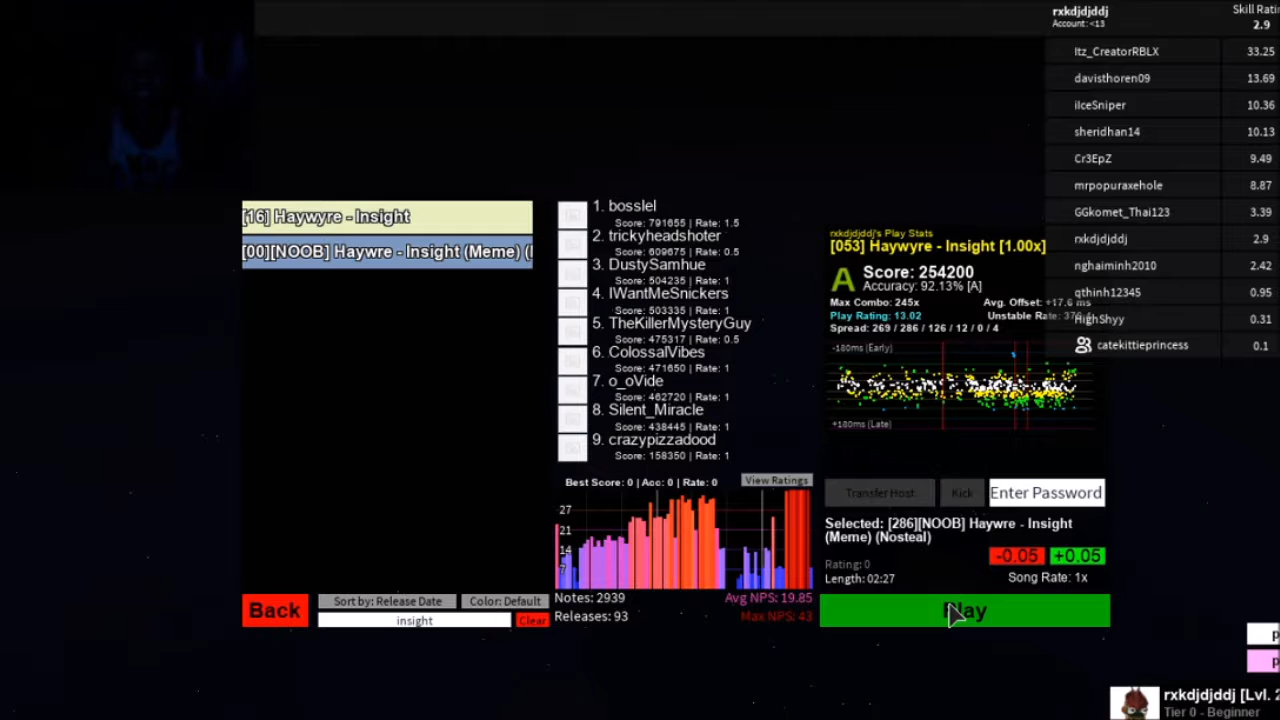 rxkdjdjddj
Account: <13
Skill Ratin
2.9
Itz_CreatorRBLX 33.25
davisthoren09 13.69
iIceSniper 10.36
sheridhan14 10.13
Cr3EpZ 9.49
mrpopuraxehole 8.87
GGkomet_Thai123 3.39
rxkdjdjddj 2.9
nghaiminh2010 2.42
qthinh12345 0.95
HighShyy 0.31
catekittieprincess 0.1
[16] Haywyre - Insight
[00][NOOB] Haywre - Insight (Meme) (
1. bosslel
Score: 791655 | Rate: 1.5
2. trickyheadshoter
Score: 609675 | Rate: 0.5
3. DustySamhue
Score: 504235 | Rate: 1
4. IWantMeSnickers
Score: 503335 | Rate: 1
5. TheKillerMysteryGuy
Score: 475317 | Rate: 0.5
6. ColossalVibes
Score: 471650 | Rate: 1
7. o_oVide
Score: 462720 | Rate: 1
8. Silent_Miracle
Score: 438445 | Rate: 1
9. crazypizzadood
Score: 158350 | Rate: 1
rxkdjdjddj's Play Stats
[053] Haywyre - Insight [1.00x]
A
Score: 254200
Accuracy: 92.13% [A]
Max Combo: 245x
Avg. Offset: +17.6 ms
Play Rating: 13.02
Unstable Rate:
Spread: 269 / 286 / 126 / 12 / 0 / 4
-180ms (Early)
+180ms (Late)
Best Score: 0 | Acc: 0 | Rate: 0
View Ratings
27
21
14
7
Notes: 2939
Avg NPS: 19.85
Releases: 93
Max NPS: 43
Transfer Host
Kick
Enter Password
Selected: [286][NOOB] Haywre - Insight
(Meme) (Nosteal)
-0.05
+0.05
Rating: 0
Length: 02:27
Song Rate: 1x
Play
Back
Sort by: Release Date
Color: Default
insight
Clear
p
p
rxkdjdjddj [Lvl. 2
Tier 0 - Beginner